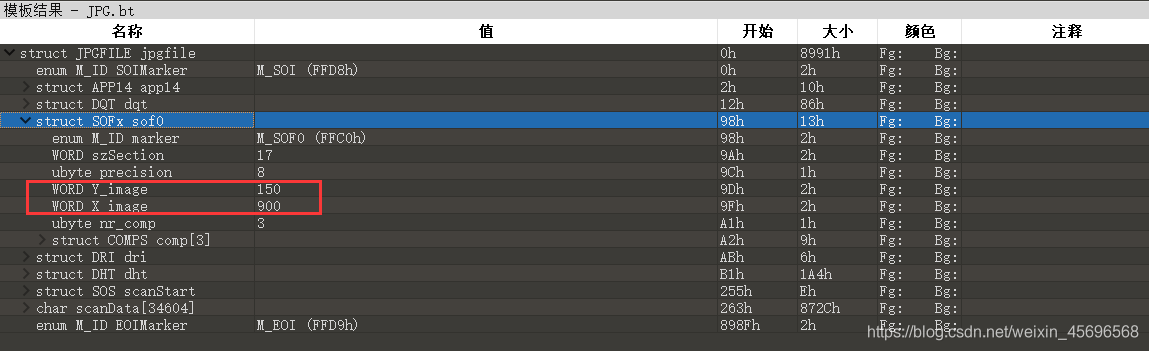 模板结果 - JPG.bt
名称 值 开始 大小 颜色 注释
struct JPGFILE jpgfile 0h 8991h Fg: Bg:
enum M_ID SOIMarker M_SOI (FFD8h) 0h 2h Fg: Bg:
struct APP14 app14 2h 10h Fg: Bg:
struct DQT dqt 12h 86h Fg: Bg:
struct SOFx sof0 98h 13h Fg: Bg:
enum M_ID marker M_SOF0 (FFC0h) 98h 2h Fg: Bg:
WORD szSection 17 9Ah 2h Fg: Bg:
ubyte precision 8 9Ch 1h Fg: Bg:
WORD Y_image 150 9Dh 2h Fg: Bg:
WORD X_image 900 9Fh 2h Fg: Bg:
ubyte nr_comp 3 A1h 1h Fg: Bg:
struct COMPS comp[3] A2h 9h Fg: Bg:
struct DRI dri ABh 6h Fg: Bg:
struct DHT dht B1h 1A4h Fg: Bg:
struct SOS scanStart 255h Eh Fg: Bg:
char scanData[34604] 263h 872Ch Fg: Bg:
enum M_ID EOIMarker M_EOI (FFD9h) 898Fh 2h Fg: Bg:
https://blog.csdn.net/weixin_45696568